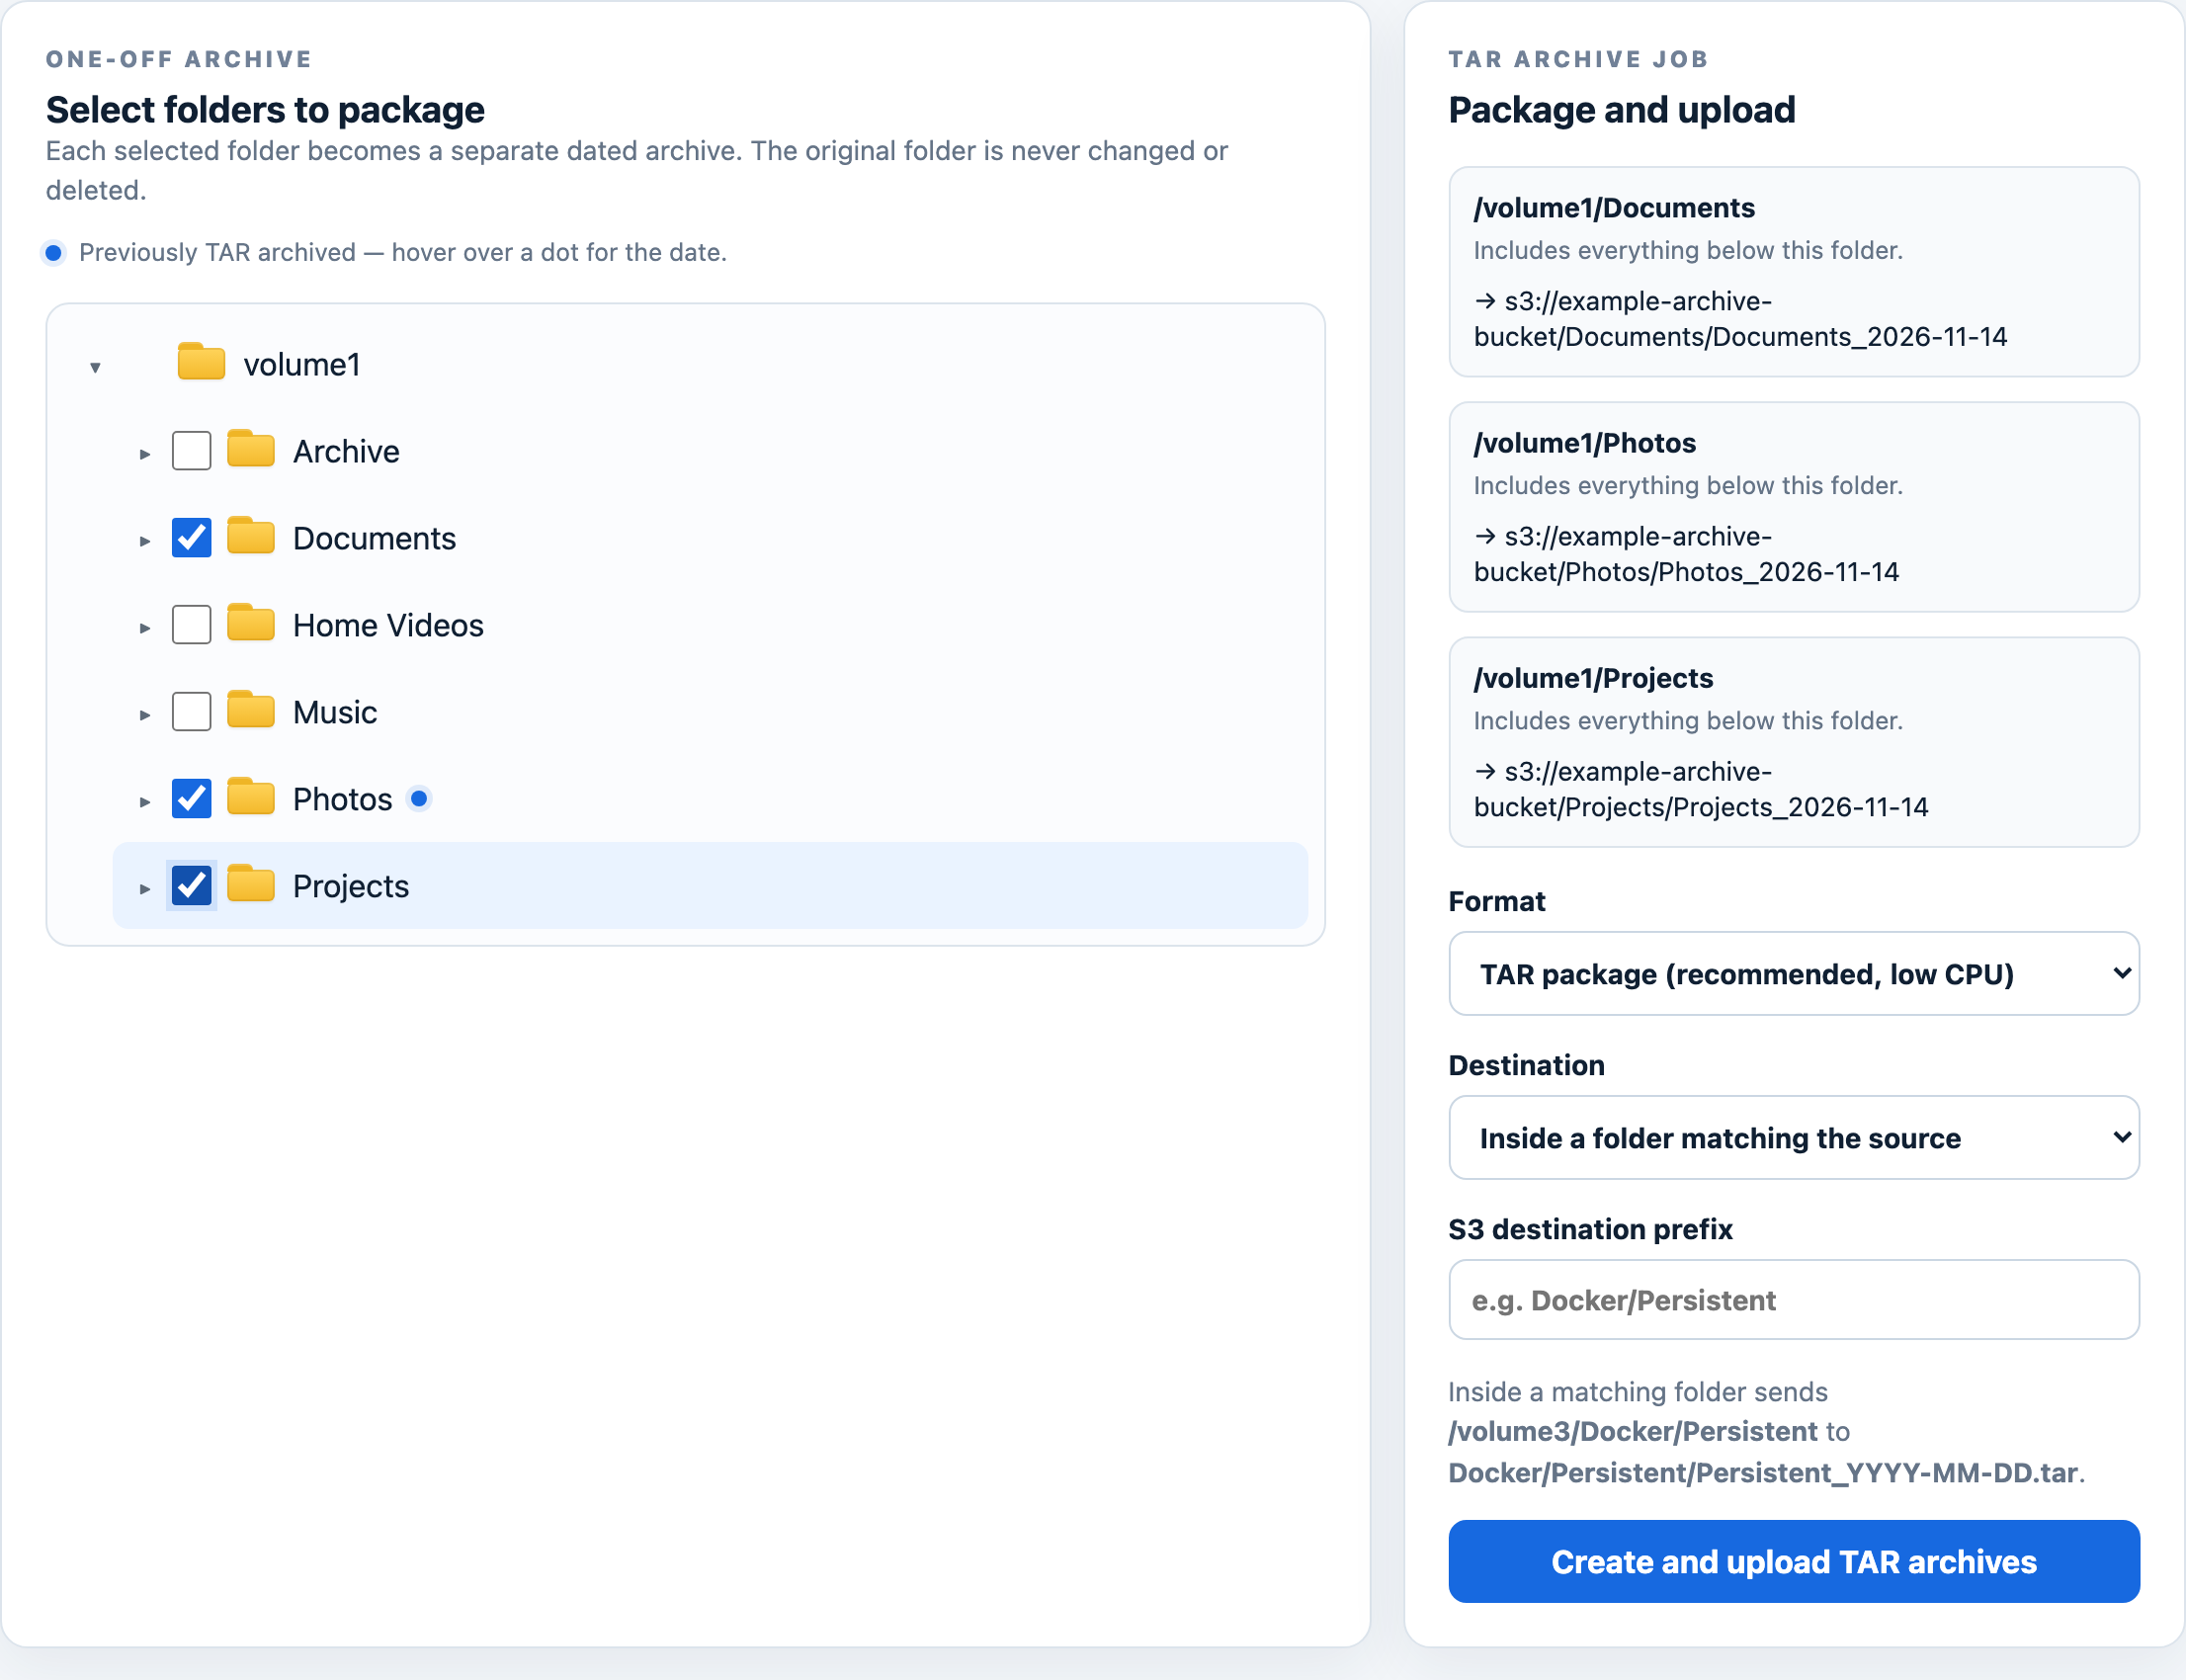 ONE-OFF ARCHIVE
Select folders to package
Each selected folder becomes a separate dated archive. The original folder is never changed or
deleted.
Previously TAR archived — hover over a dot for the date.
volume1
Archive
Documents
Home Videos
Music
Photos
Projects
TAR ARCHIVE JOB
Package and upload
/volume1/Documents
Includes everything below this folder.
→ s3://example-archive-
bucket/Documents/Documents_2026-11-14
/volume1/Photos
Includes everything below this folder.
→ s3://example-archive-
bucket/Photos/Photos_2026-11-14
/volume1/Projects
Includes everything below this folder.
→ s3://example-archive-
bucket/Projects/Projects_2026-11-14
Format
TAR package (recommended, low CPU)
Destination
Inside a folder matching the source
S3 destination prefix
e.g. Docker/Persistent
Inside a matching folder sends
/volume3/Docker/Persistent to
Docker/Persistent/Persistent_YYYY-MM-DD.tar.
Create and upload TAR archives